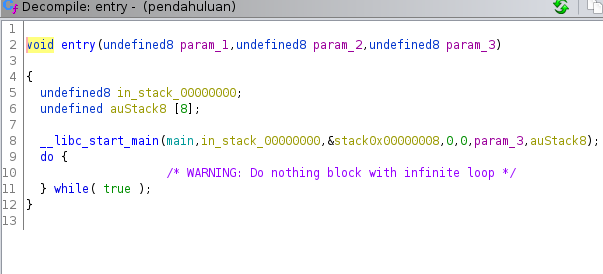 Decompile: entry - (pendahuluan)
1
2 void entry(undefined8 param_1,undefined8 param_2,undefined8 param_3)
3
4 {
5 undefined8 in_stack_00000000;
6 undefined auStack8 [8];
7
8 __libc_start_main(main,in_stack_00000000,&stack0x00000008,0,0,param_3,auStack8);
9 do {
10 /* WARNING: Do nothing block with infinite loop */
11 } while( true );
12 }
13